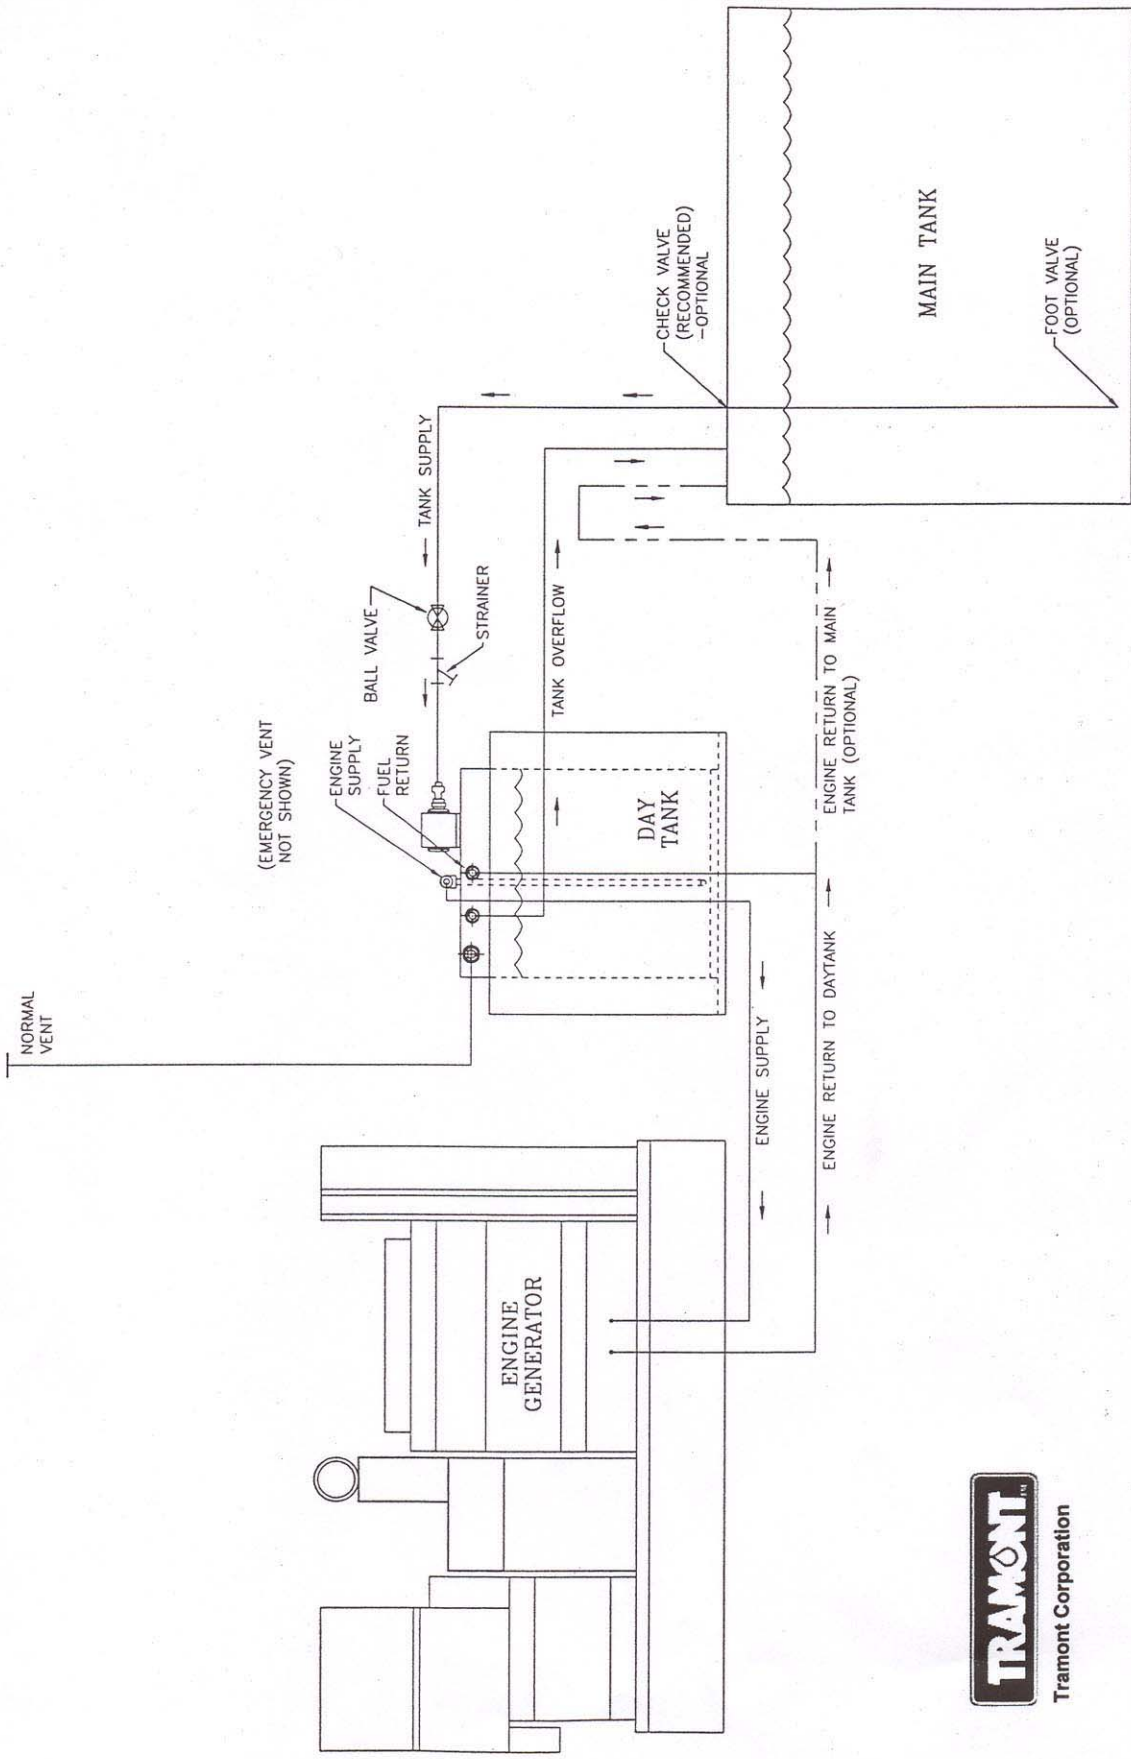 NORMAL
VENT
(EMERGENCY VENT
NOT SHOWN)
ENGINE
SUPPLY
FUEL
RETURN
BALL VALVE
TANK SUPPLY
STRAINER
CHECK VALVE
(RECOMMENDED)
-OPTIONAL
ENGINE
GENERATOR
DAY
TANK
TANK OVERFLOW
MAIN TANK
FOOT VALVE
(OPTIONAL)
ENGINE SUPPLY
ENGINE RETURN TO DAYTANK
ENGINE RETURN TO MAIN
TANK (OPTIONAL)
TRAMONT TM
Tramont Corporation